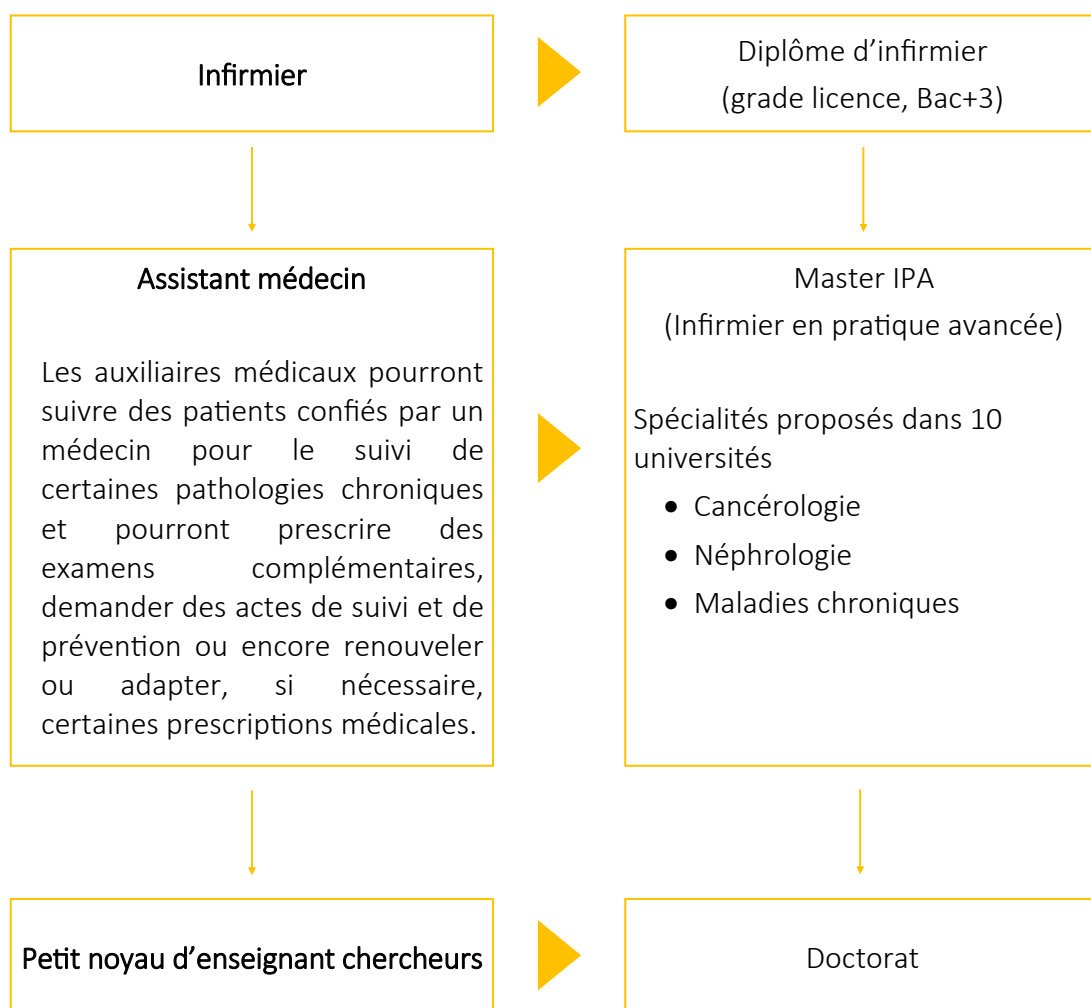 Infirmier
Diplôme d’infirmier
(grade licence, Bac+3)
Assistant médecin
Les auxiliaires médicaux pourront
suivre des patients confiés par un
médecin pour le suivi de
certaines pathologies chroniques
et pourront prescrire des
examens complémentaires,
demander des actes de suivi et de
prévention ou encore renouveler
ou adapter, si nécessaire,
certaines prescriptions médicales.
Master IPA
(Infirmier en pratique avancée)
Spécialités proposés dans 10
universités
• Cancérologie
• Néphrologie
• Maladies chroniques
Petit noyau d’enseignant chercheurs
Doctorat